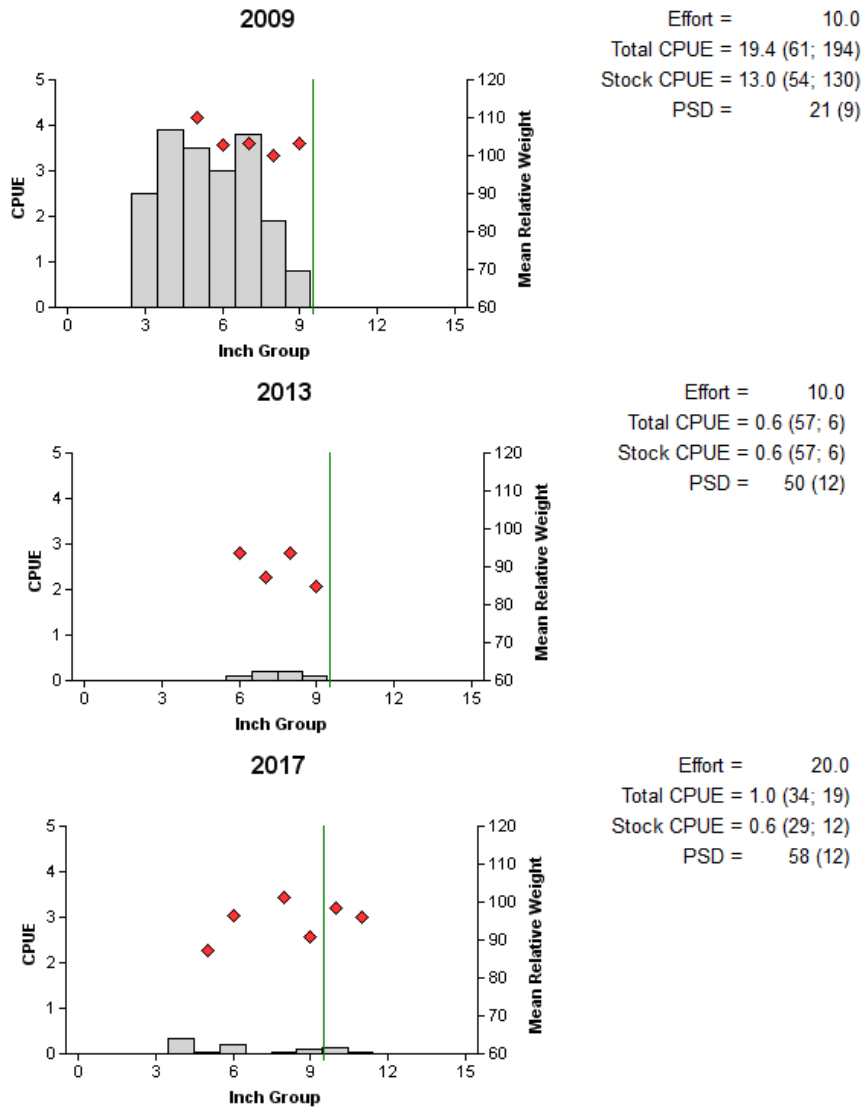 2009
Effort = 10.0
Total CPUE = 19.4 (61; 194)
Stock CPUE = 13.0 (54; 130)
PSD = 21 (9)
5
4
3
2
1
0
CPUE
120
110
100
90
80
70
60
Mean Relative Weight
0 3 6 9 12 15
Inch Group
2013
Effort = 10.0
Total CPUE = 0.6 (57; 6)
Stock CPUE = 0.6 (57; 6)
PSD = 50 (12)
5
4
3
2
1
0
CPUE
120
110
100
90
80
70
60
Mean Relative Weight
0 3 6 9 12 15
Inch Group
2017
Effort = 20.0
Total CPUE = 1.0 (34; 19)
Stock CPUE = 0.6 (29; 12)
PSD = 58 (12)
5
4
3
2
1
0
CPUE
120
110
100
90
80
70
60
Mean Relative Weight
0 3 6 9 12 15
Inch Group